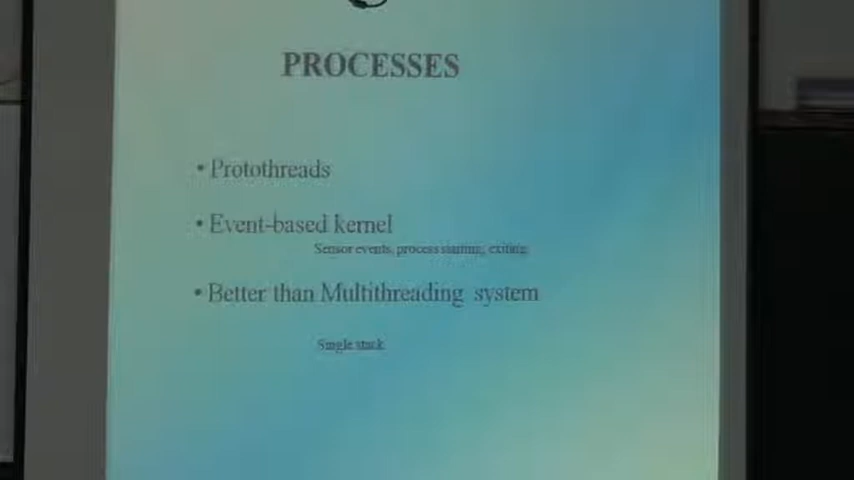 PROCESSES
• Protothreads
• Event-based kernel
Sensor events, process starting, exiting
• Better than Multithreading system
Single stack